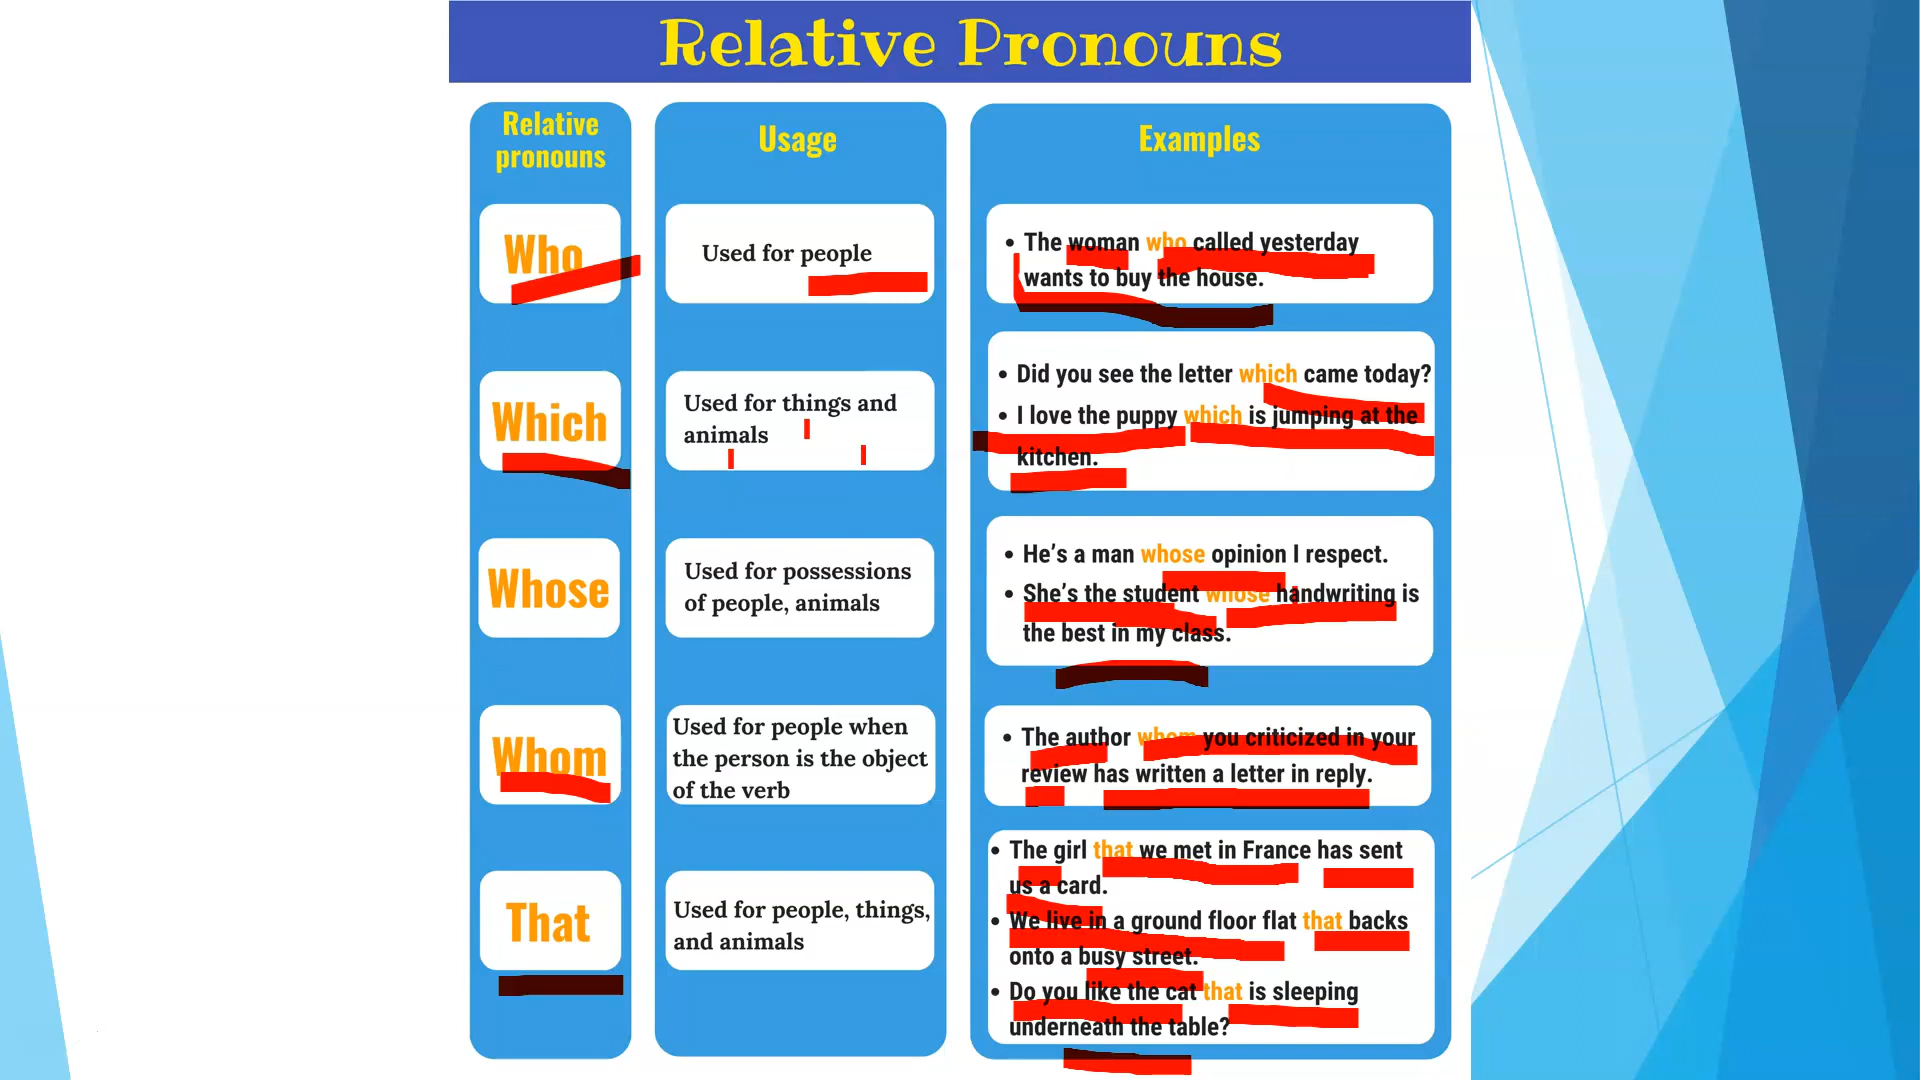 Relative Pronouns
Relative
pronouns
Usage
Examples
Who
Used for people
• The woman who called yesterday
wants to buy the house.
Which
Used for things and
animals
• Did you see the letter which came today?
• I love the puppy which is jumping at the
kitchen.
Whose
Used for possessions
of people, animals
• He’s a man whose opinion I respect.
• She’s the student whose handwriting is
the best in my class.
Whom
Used for people when
the person is the object
of the verb
• The author whom you criticized in your
review has written a letter in reply.
That
Used for people, things,
and animals
• The girl that we met in France has sent
us a card.
• We live in a ground floor flat that backs
onto a busy street.
• Do you like the cat that is sleeping
underneath the table?